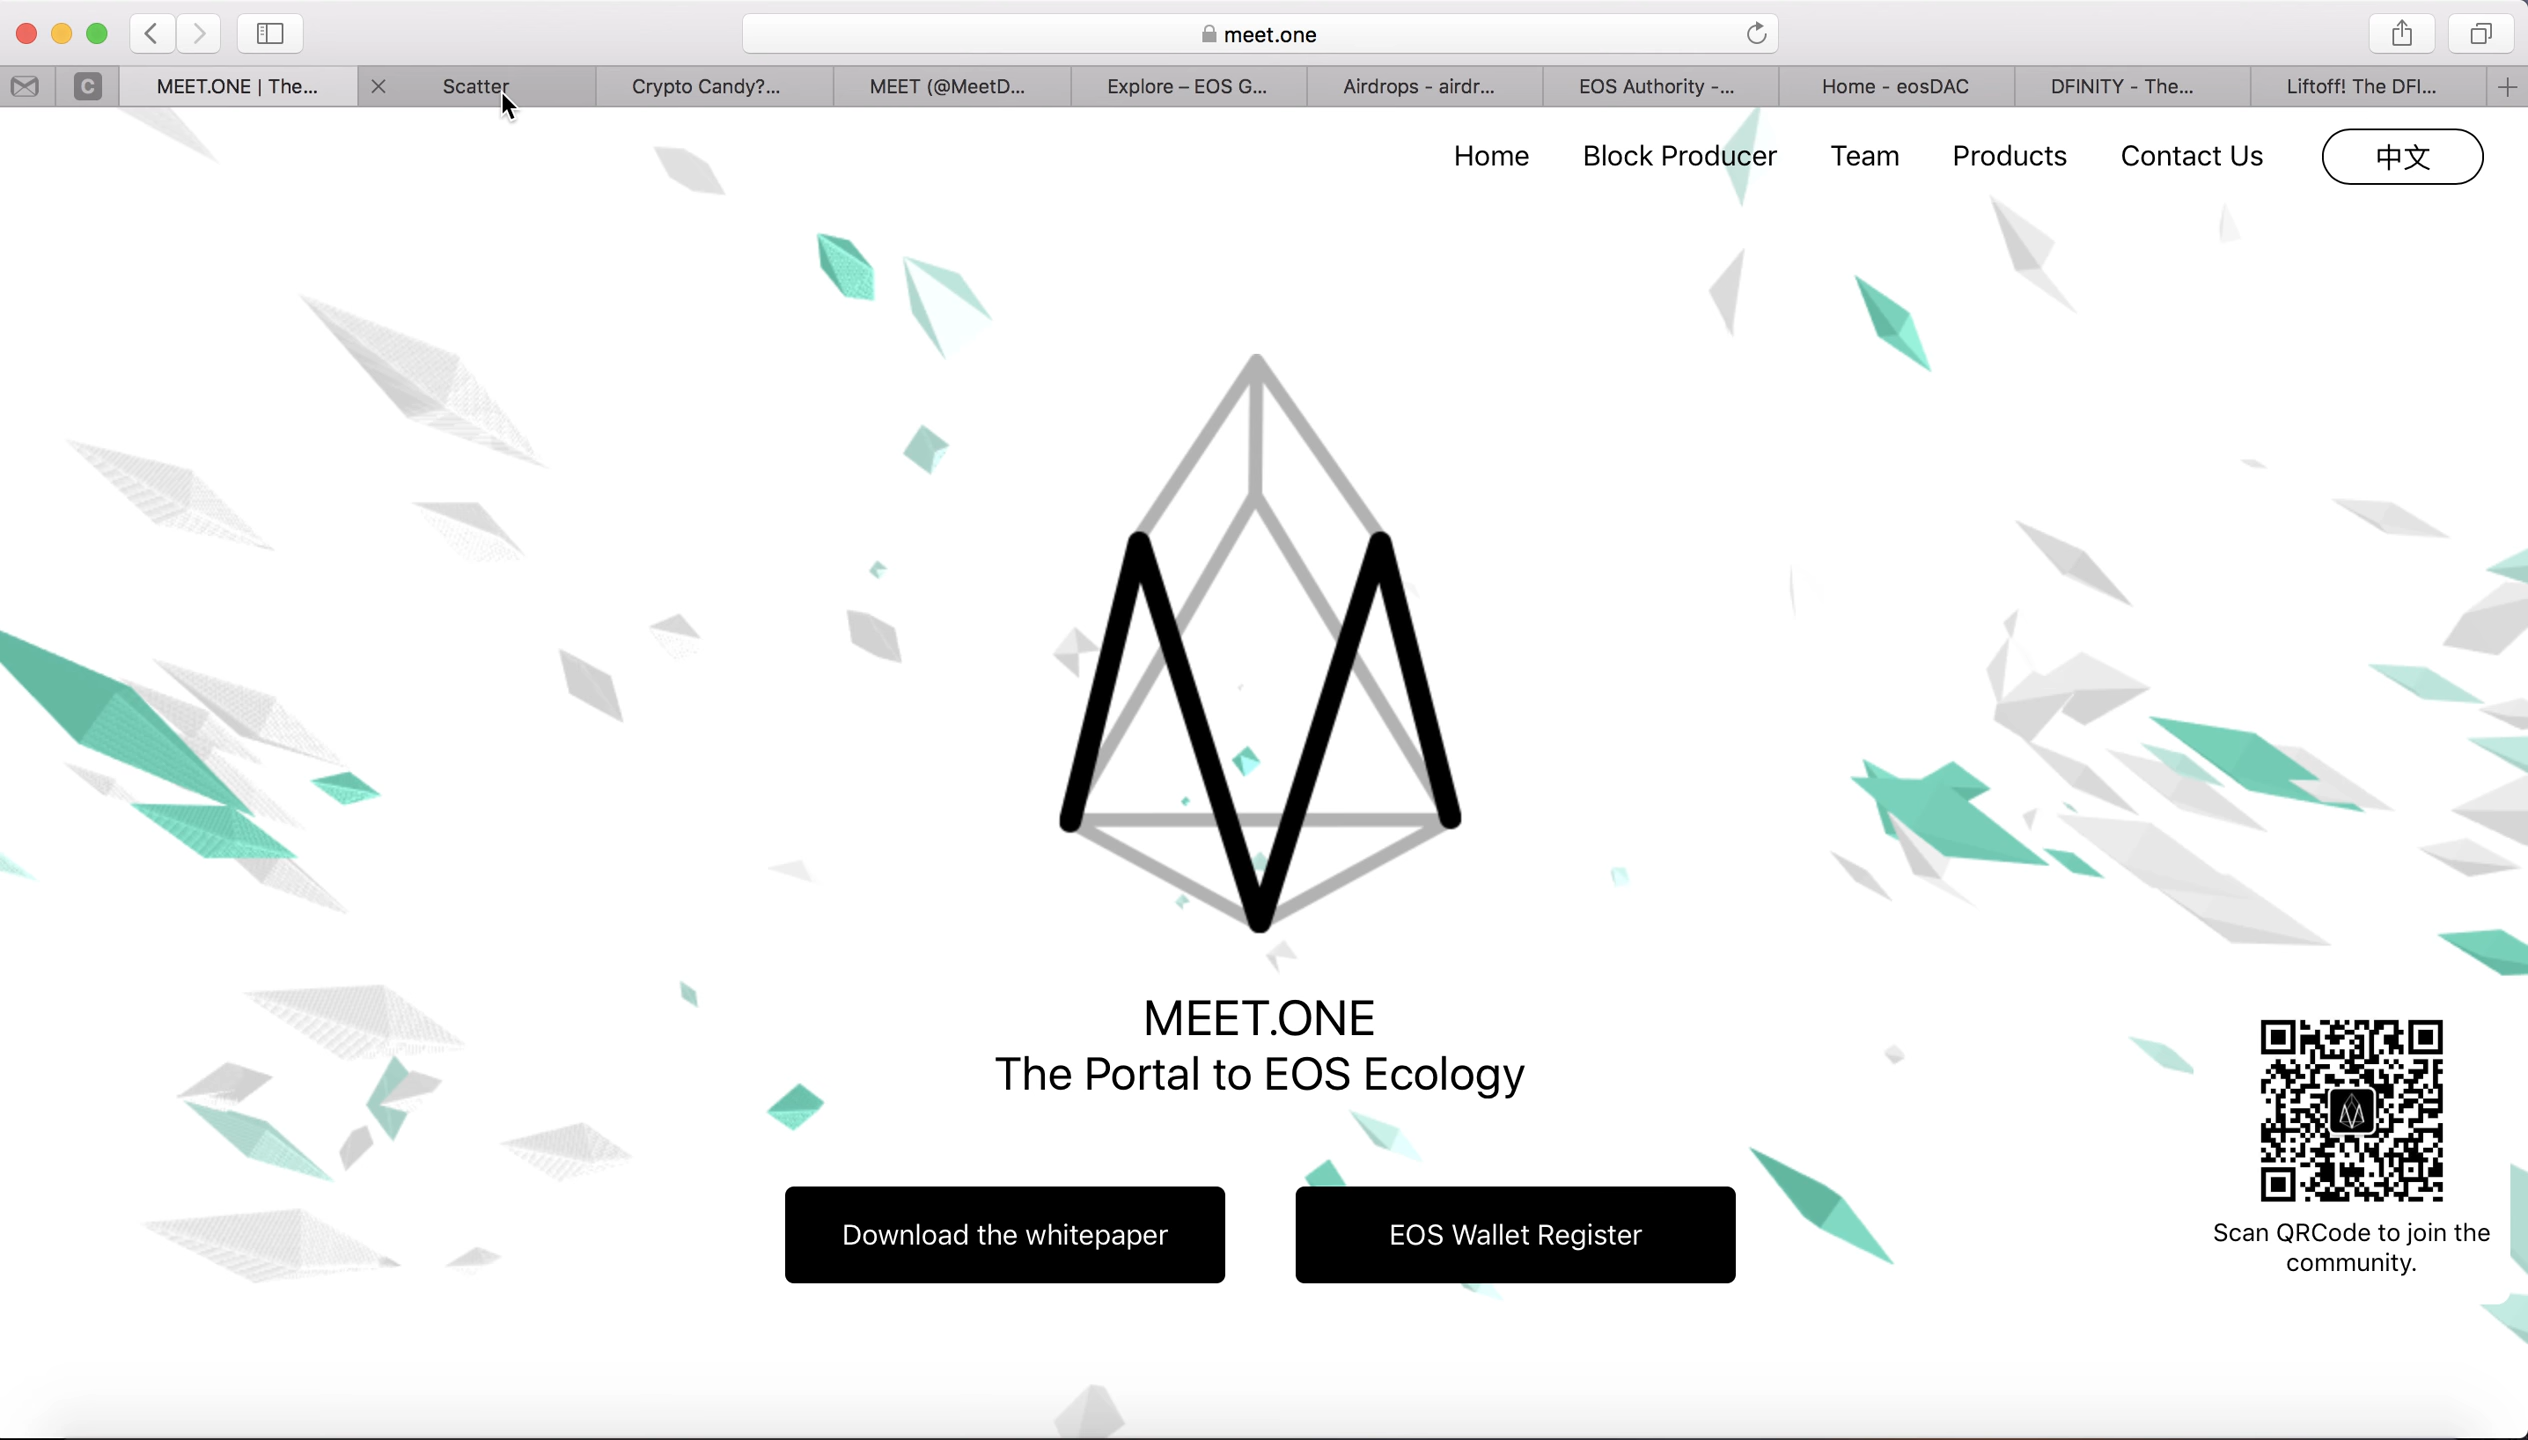 meet.one
C
MEET.ONE | The...
Scatter
Crypto Candy?...
MEET (@MeetD...
Explore – EOS G...
Airdrops - airdr...
EOS Authority -...
Home - eosDAC
DFINITY - The...
Liftoff! The DFI...
Home
Block Producer
Team
Products
Contact Us
中文
MEET.ONE
The Portal to EOS Ecology
Download the whitepaper
EOS Wallet Register
Scan QRCode to join the
community.